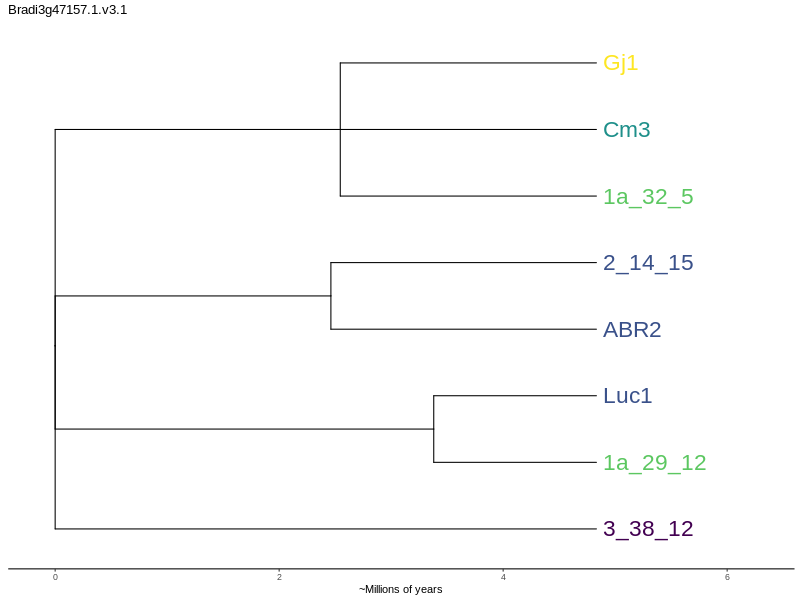 Bradi3g47157.1.v3.1
Gj1
Cm3
1a_32_5
2_14_15
ABR2
Luc1
1a_29_12
3_38_12
0 2 4 6
~Millions of years